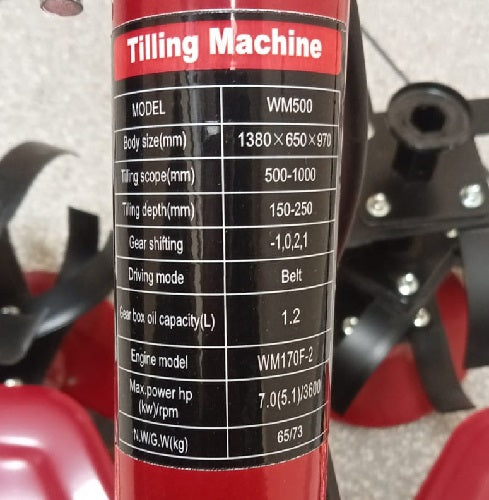 Tilling Machine
MODEL WM500
Body size(mm) 1380×650×970
Tilling scope(mm) 500-1000
Tilling depth(mm) 150-250
Gear shifting -1,0,2,1
Driving mode Belt
Gear box oil capacity(L) 1.2
Engine model WM170F-2
Max.power hp 7.0(5.1)/3600
(kw)/rpm
N.W/G.W(kg) 65/73